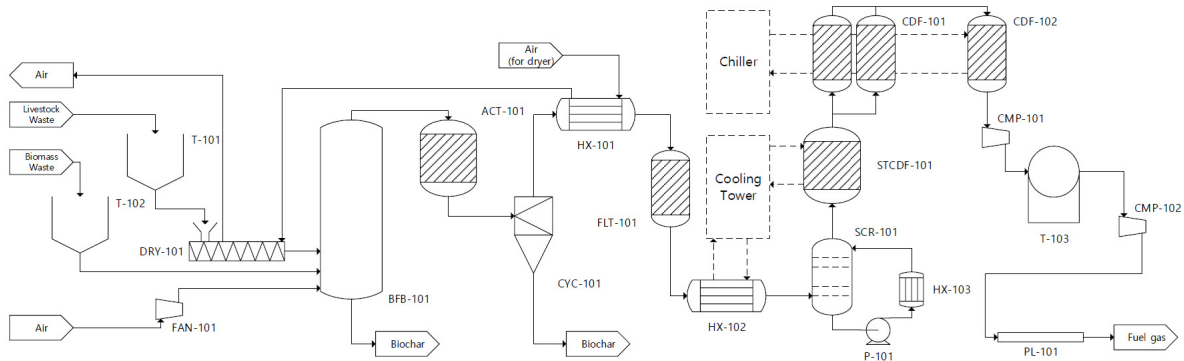 Air
Livestock
Waste
Biomass
Waste
Air
T-101
T-102
DRY-101
FAN-101
BFB-101
Biochar
ACT-101
CYC-101
Biochar
Air
(for dryer)
HX-101
FLT-101
HX-102
Chiller
Cooling
Tower
CDF-101
CDF-102
STCDF-101
SCR-101
HX-103
P-101
CMP-101
T-103
CMP-102
PL-101
Fuel gas